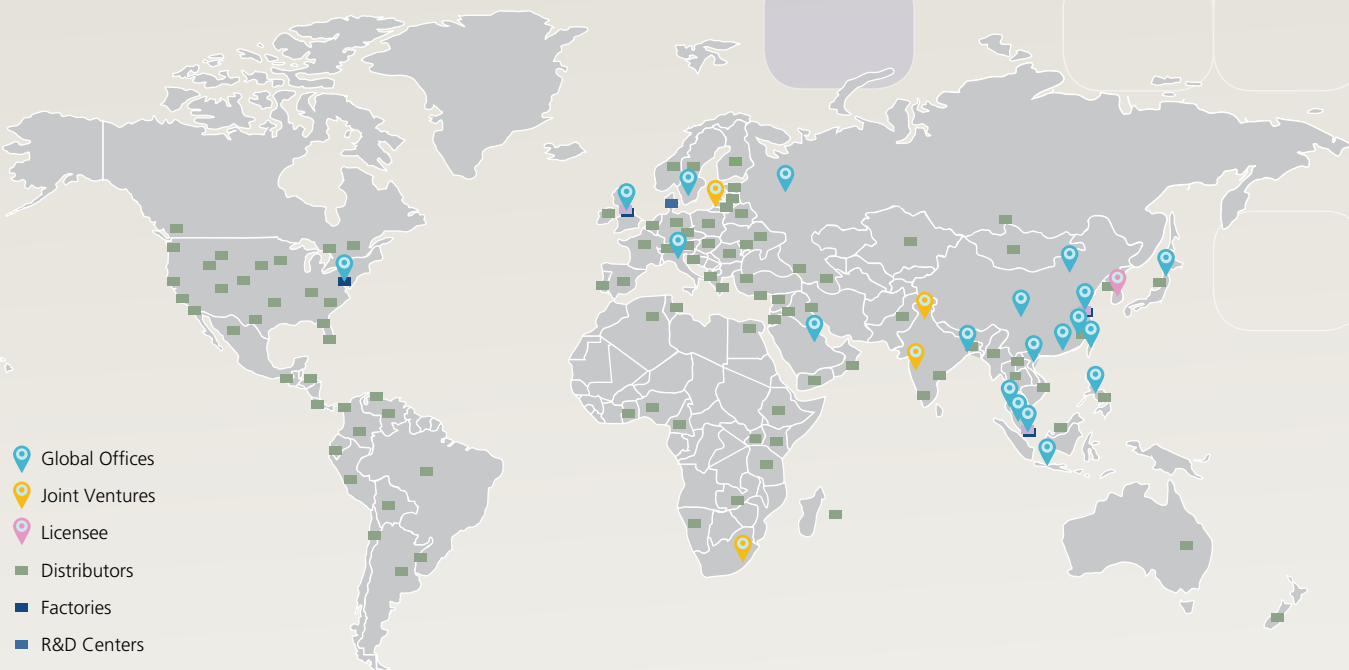 Global Offices
Joint Ventures
Licensee
Distributors
Factories
R&D Centers